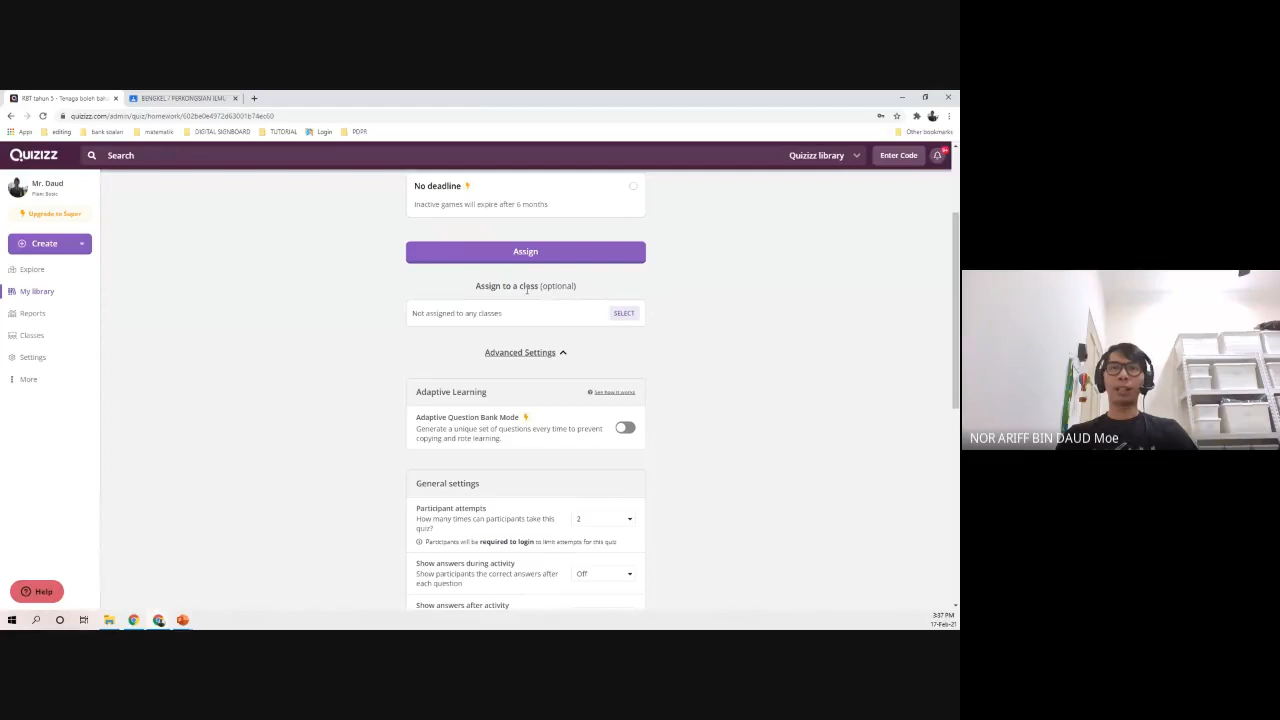 RBT tahun 5 - Tenaga boleh bah
BENGKEL / PERKONGSIAN ILMU
quizizz.com/admin/quiz/homework/602be0e4972d63001b74ec60
Apps
editing
bank soalan
matematic
DIGITAL SIGNBOARD
TUTORIAL
Login
PDPR
Other bookmarks
QUIZIZZ
Search
Quizizz library
Enter Code
9+
Mr. Daud
Plan: Basic
Upgrade to Super
Create
Explore
My library
Reports
Classes
Settings
More
Help
No deadline
Inactive games will expire after 6 months
Assign
Assign to a class (optional)
Not assigned to any classes
SELECT
Advanced Settings
Adaptive Learning
See how it works
Adaptive Question Bank Mode
Generate a unique set of questions every time to prevent
copying and rote learning.
General settings
Participant attempts
How many times can participants take this
quiz?
2
Participants will be required to login to limit attempts for this quiz
Show answers during activity
Show participants the correct answers after
each question
Off
Show answers after activity
3:37 PM
17-Feb-21
NOR ARIFF BIN DAUD Moe